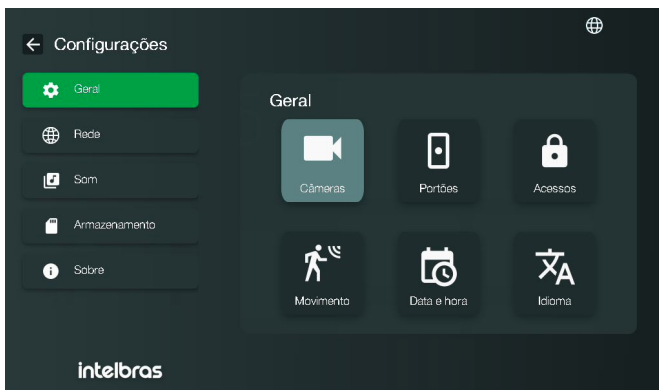 Configurações
Geral
Rede
Som
Armazenamento
Sobre
Geral
Câmeras
Portões
Acessos
Movimento
Data e hora
Idioma
intelbras